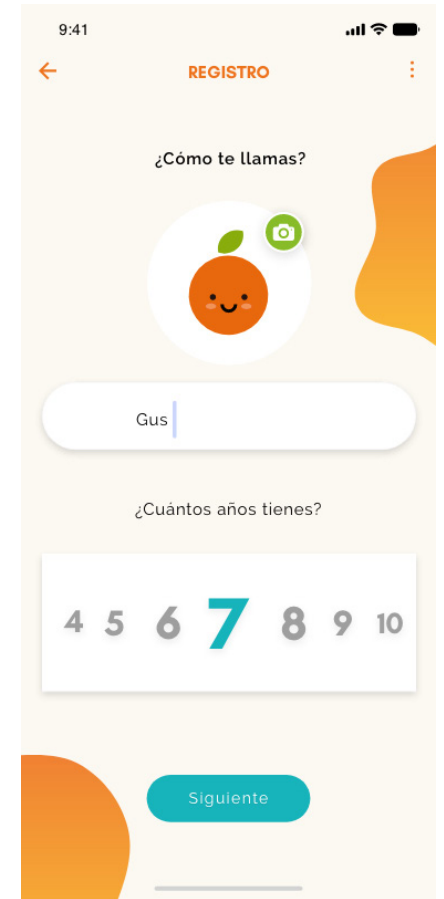 9:41
REGISTRO
¿Cómo te llamas?
Gus
¿Cuántos años tienes?
4 5 6 7 8 9 10
Siguiente